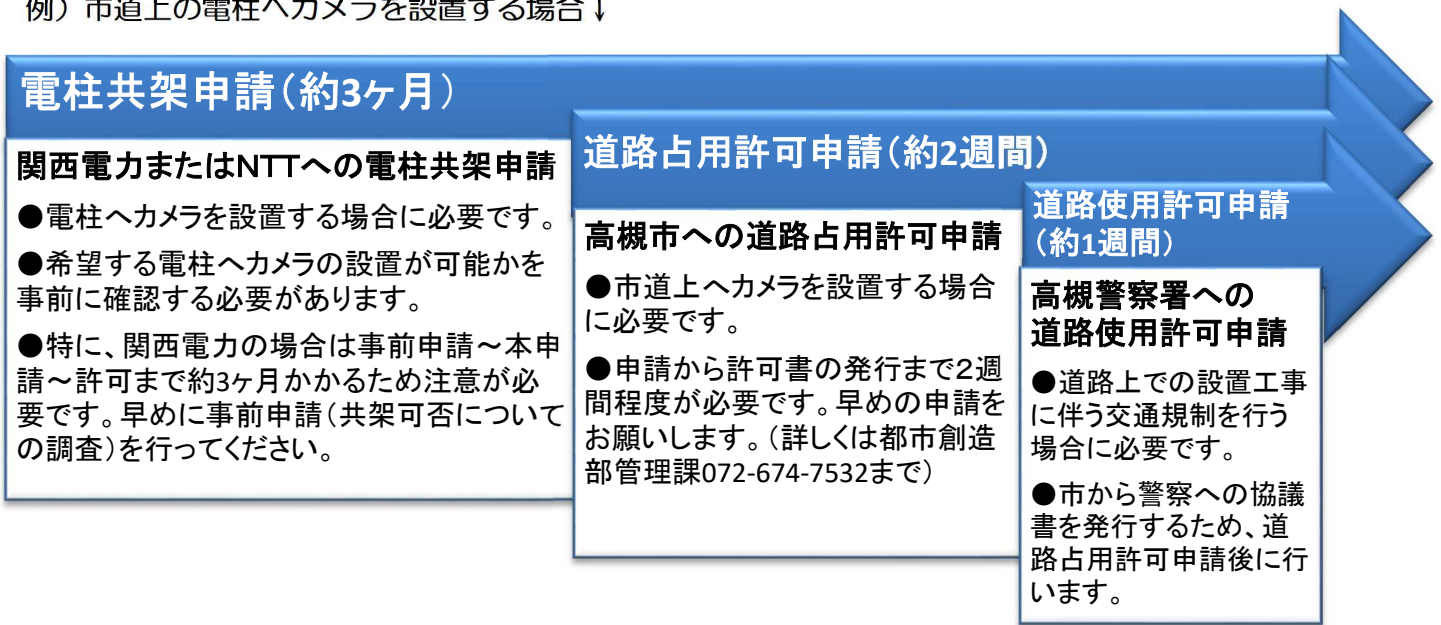 例）市道上の電柱へカメラを設置する場合↓
電柱共架申請（約3ヶ月）
関西電力またはNTTへの電柱共架申請
●電柱へカメラを設置する場合に必要です。
●希望する電柱へカメラの設置が可能かを
事前に確認する必要があります。
●特に、関西電力の場合は事前申請～本申
請～許可まで約3ヶ月かかるため注意が必
要です。早めに事前申請（共架可否について
の調査）を行ってください。
道路占用許可申請（約2週間）
高槻市への道路占用許可申請
●市道上へカメラを設置する場合
に必要です。
●申請から許可書の発行まで２週
間程度が必要です。早めの申請を
お願いします。（詳しくは都市創造
部管理課072-674-7532まで）
道路使用許可申請
（約1週間）
高槻警察署への
道路使用許可申請
●道路上での設置工事
に伴う交通規制を行う
場合に必要です。
●市から警察への協議
書を発行するため、道
路占用許可申請後に行
います。